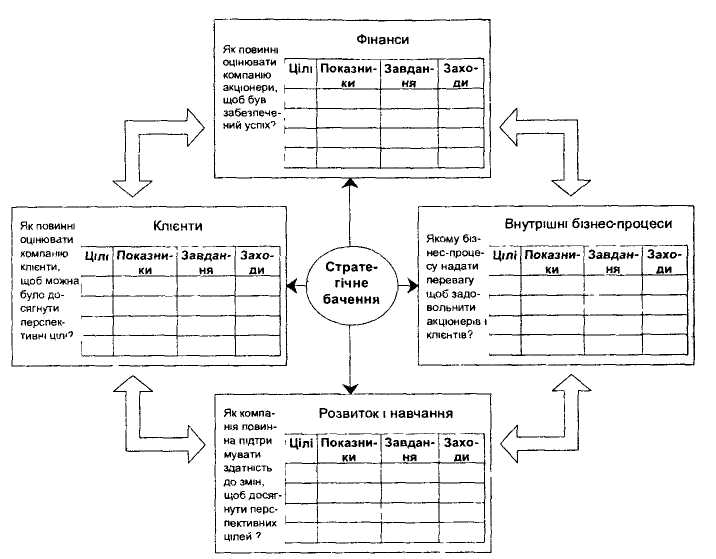 Фінанси
Як повинні
оцінювати
компанію
акціонери,
щоб був
забезпече-
ний успіх?
Цілі Показни-ки Завдан-ня Захо-ди
Клієнти
Як повинні
оцінювати
компанію
клієнти,
щоб можна
було до-
сягнути
перспек-
тивні цілі?
Цілі Показни-ки Завдан-ня Захо-ди
Страте-
гічне
бачення
Внутрішні бізнес-процеси
Якому біз-
нес-проце-
су надати
перевагу
щоб задо-
вольнити
акціонерів і
клієнтів?
Цілі Показни-ки Завдан-ня Захо-ди
Розвиток і навчання
Як компа-
нія повин-
на підтри
мувати
здатність
до змін,
щоб досяг-
нути перс-
пективних
цілей ?
Цілі Показни-ки Завдан-ня Захо-ди